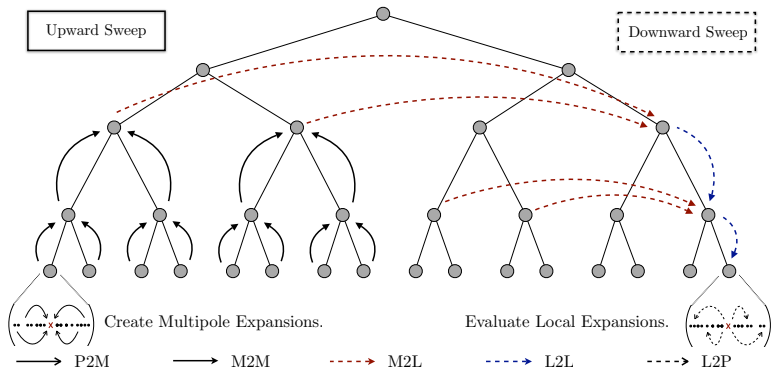 Upward Sweep
Downward Sweep
x
x
Create Multipole Expansions.
Evaluate Local Expansions.
P2M
M2M
M2L
L2L
L2P